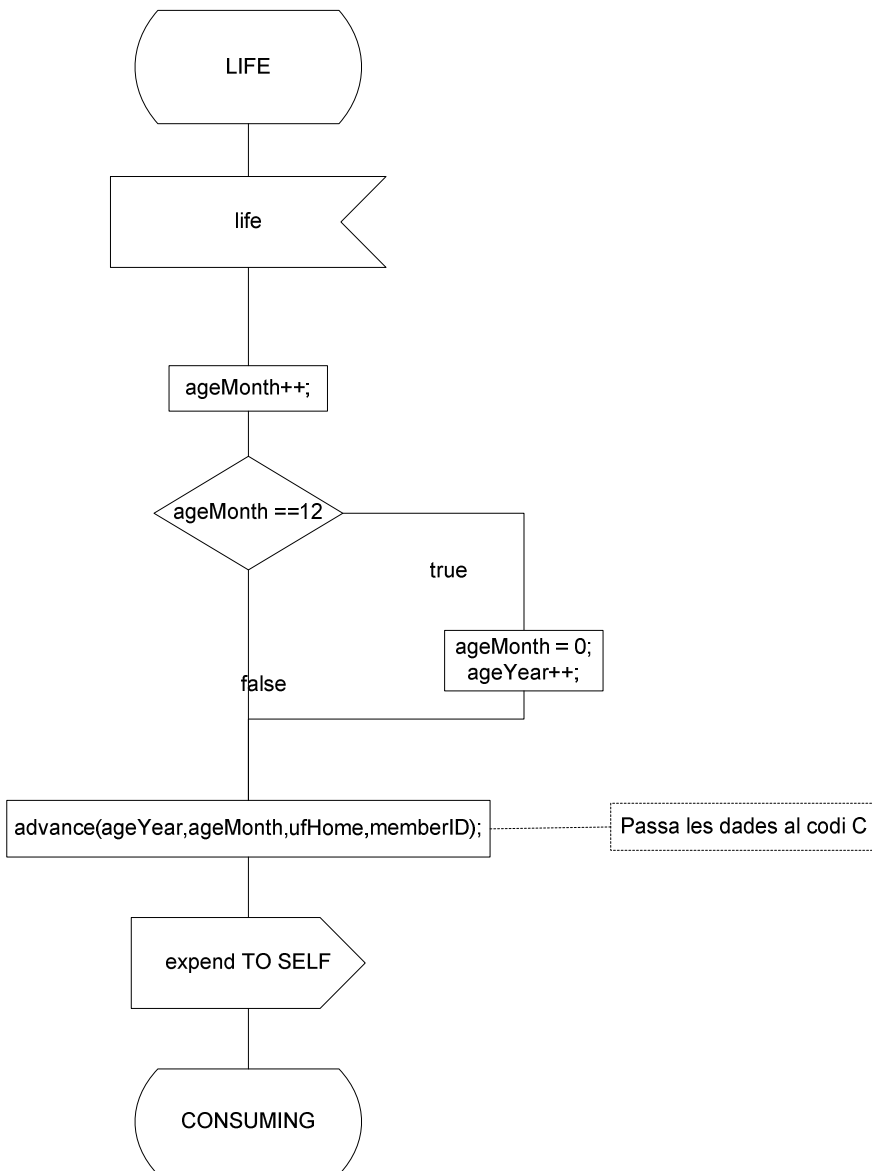 LIFE
life
ageMonth++;
ageMonth ==12
true
ageMonth = 0;
ageYear++;
false
advance(ageYear,ageMonth,ufHome,memberID);
Passa les dades al codi C
expend TO SELF
CONSUMING